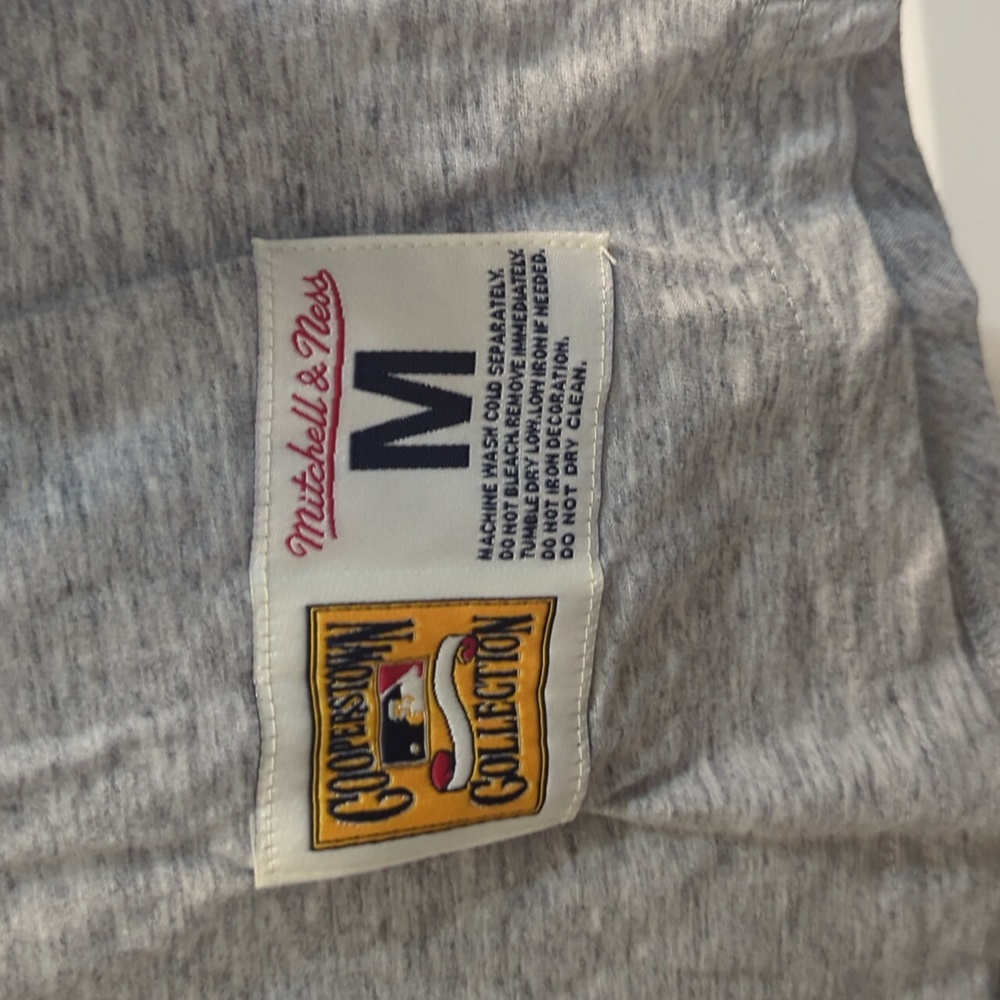 COOPERSTOWN
COLLECTION
Mitchell & Ness
M
MACHINE WASH COLD SEPARATELY.
DO NOT BLEACH. REMOVE IMMEDIATELY.
TUMBLE DRY LOW. LOW IRON IF NEEDED.
DO NOT IRON DECORATION.
DO NOT DRY CLEAN.